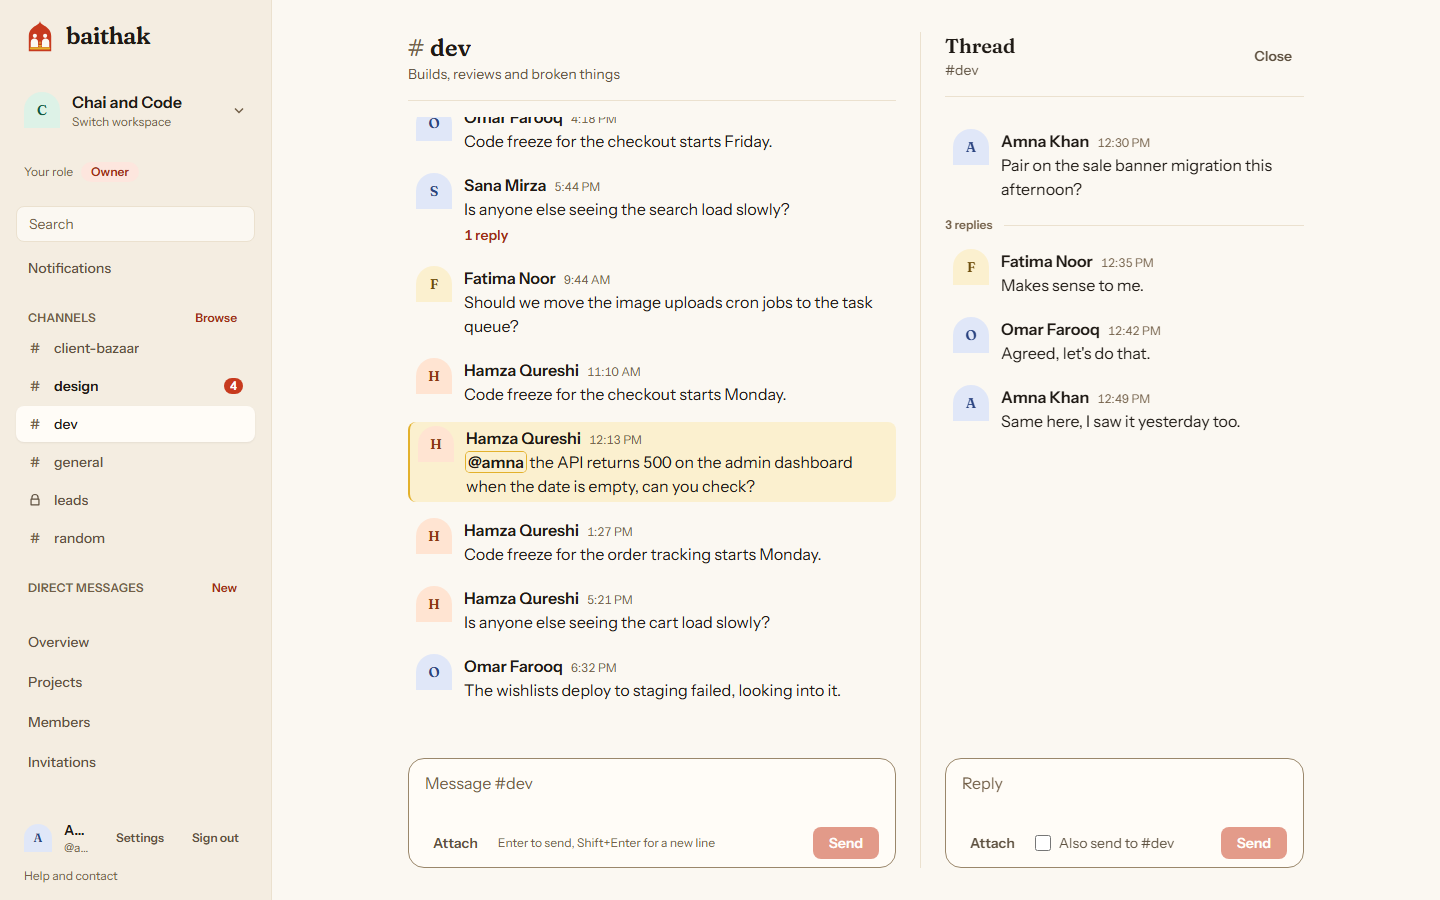 baithak
C
Chai and Code
Switch workspace
Your role Owner
Search
Notifications
CHANNELS Browse
# client-bazaar
# design 4
# dev
# general
leads
# random
DIRECT MESSAGES New
Overview
Projects
Members
Invitations
A
A...
@a...
Settings
Sign out
Help and contact
# dev
Builds, reviews and broken things
O
Omar Farooq 4:18 PM
Code freeze for the checkout starts Friday.
S
Sana Mirza 5:44 PM
Is anyone else seeing the search load slowly?
1 reply
F
Fatima Noor 9:44 AM
Should we move the image uploads cron jobs to the task
queue?
H
Hamza Qureshi 11:10 AM
Code freeze for the checkout starts Monday.
H
Hamza Qureshi 12:13 PM
@amna the API returns 500 on the admin dashboard
when the date is empty, can you check?
H
Hamza Qureshi 1:27 PM
Code freeze for the order tracking starts Monday.
H
Hamza Qureshi 5:21 PM
Is anyone else seeing the cart load slowly?
O
Omar Farooq 6:32 PM
The wishlists deploy to staging failed, looking into it.
Message #dev
Attach Enter to send, Shift+Enter for a new line Send
Thread
#dev
Close
A
Amna Khan 12:30 PM
Pair on the sale banner migration this
afternoon?
3 replies
F
Fatima Noor 12:35 PM
Makes sense to me.
O
Omar Farooq 12:42 PM
Agreed, let's do that.
A
Amna Khan 12:49 PM
Same here, I saw it yesterday too.
Reply
Attach Also send to #dev Send